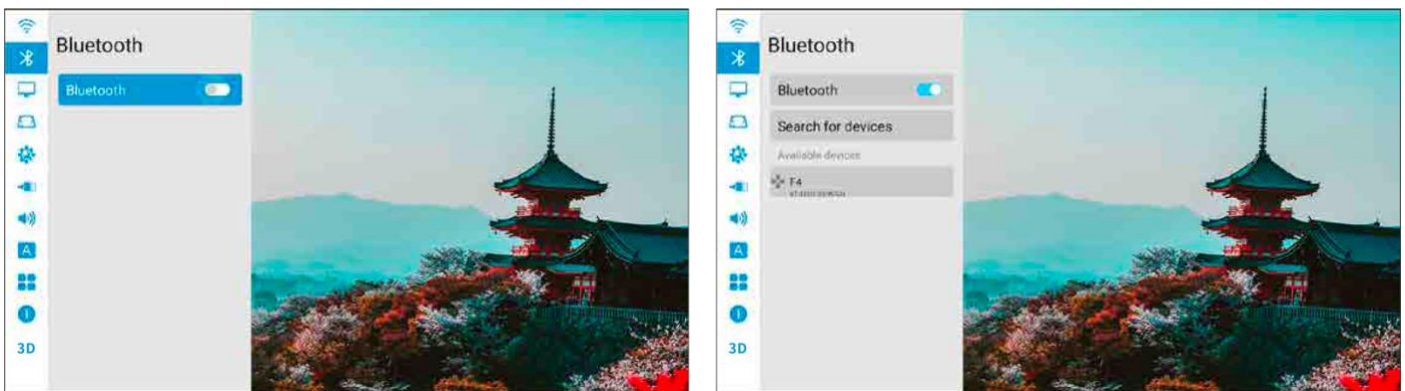 Bluetooth
Bluetooth
A
3D
Bluetooth
Bluetooth
Search for devices
Available devices
F4
A
3D